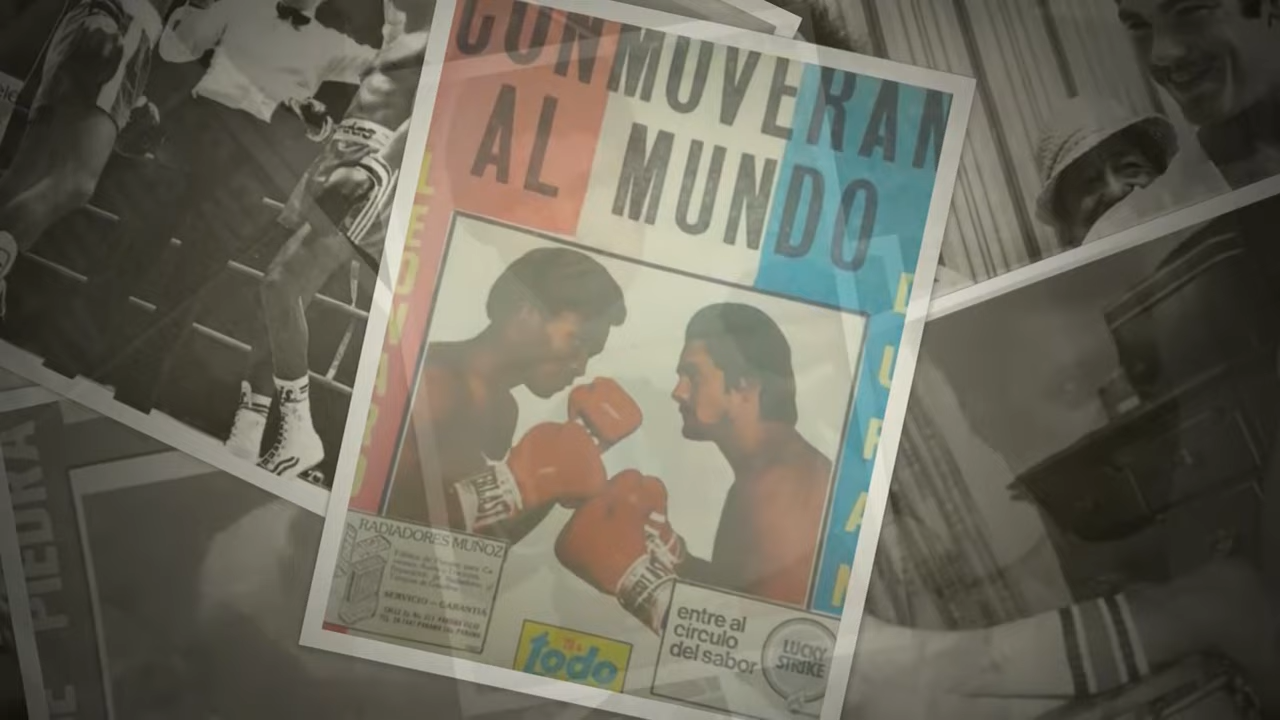 CONMOVERAN
AL MUNDO
LEONARD
DURAN
EVERLAST
RADIADORES MUÑOZ
SERVICIO - GARANTIA
todo
entre al
círculo
del sabor
LUCKY
STRIKE
PIEDRA